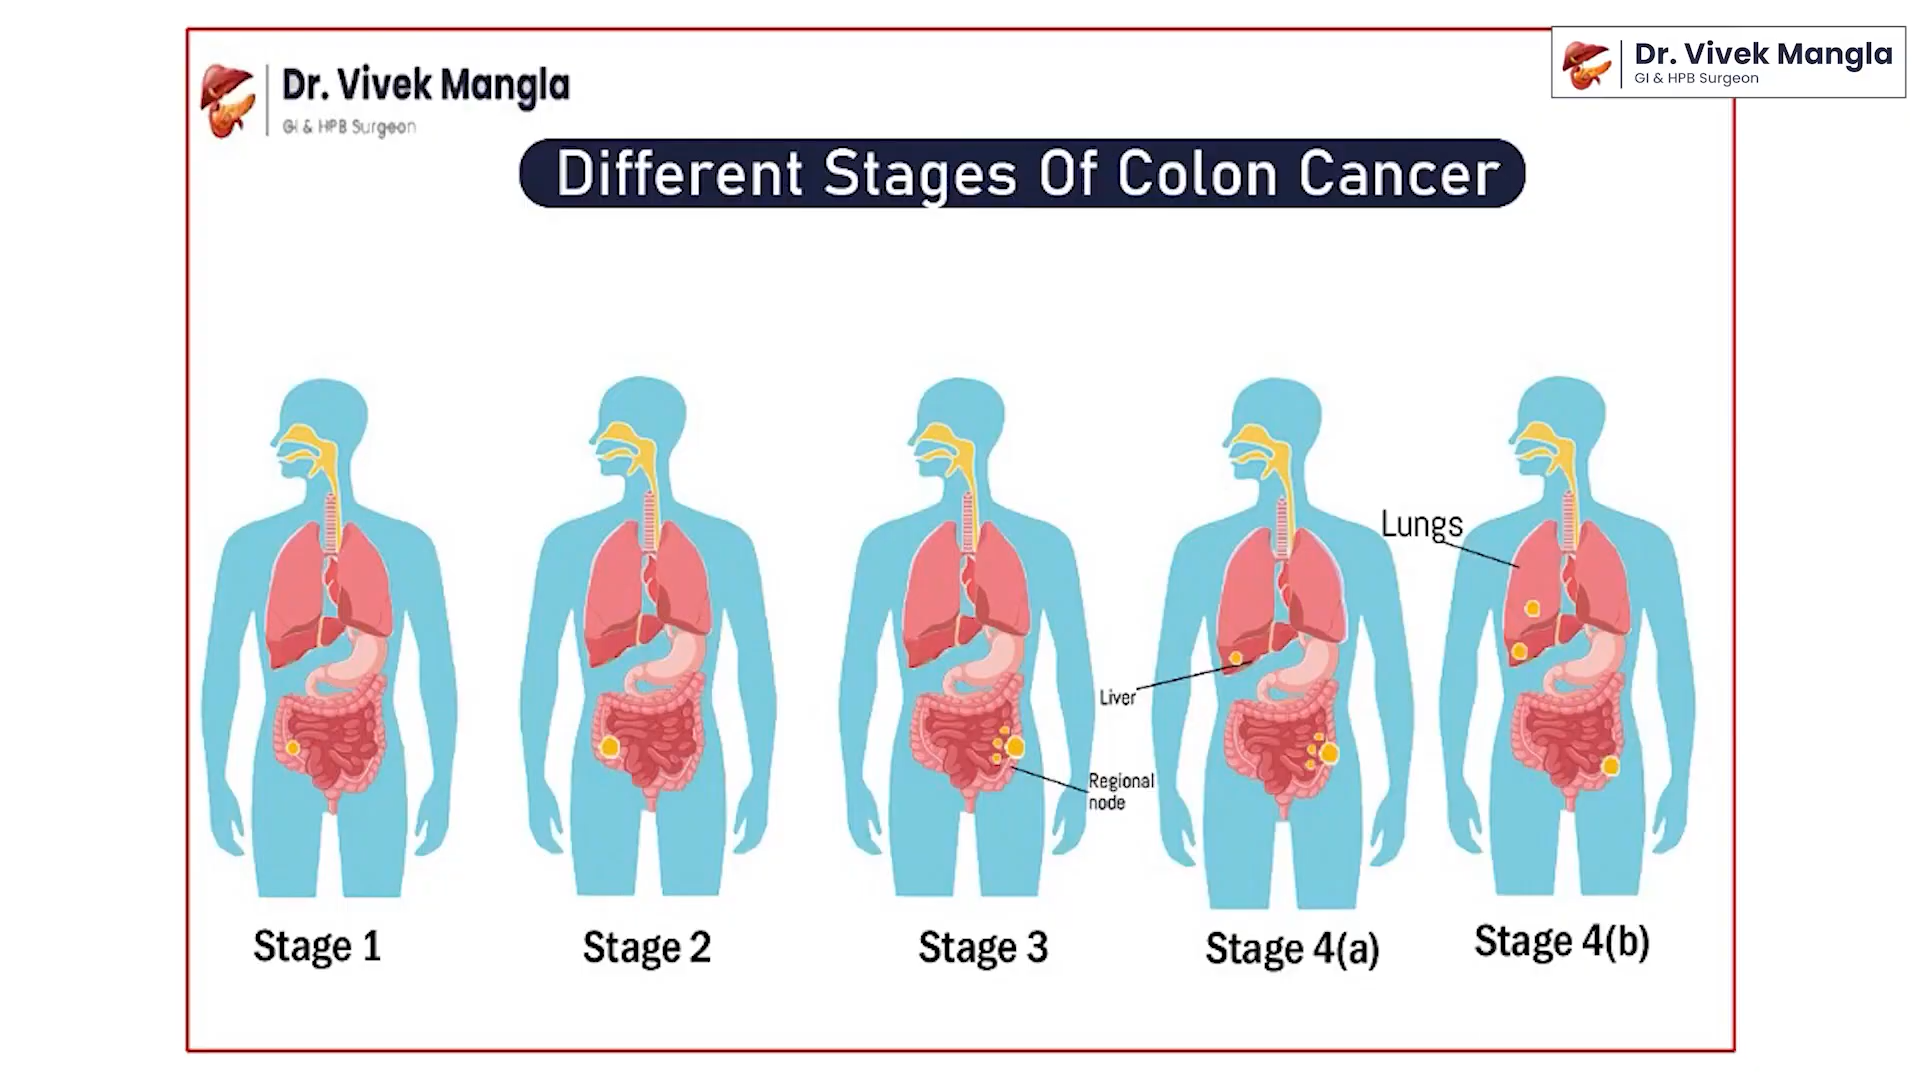 Dr. Vivek Mangla
GI & HPB Surgeon
Dr. Vivek Mangla
GI & HPB Surgeon
Different Stages Of Colon Cancer
Lungs
Liver
Regional
node
Stage 1
Stage 2
Stage 3
Stage 4(a)
Stage 4(b)